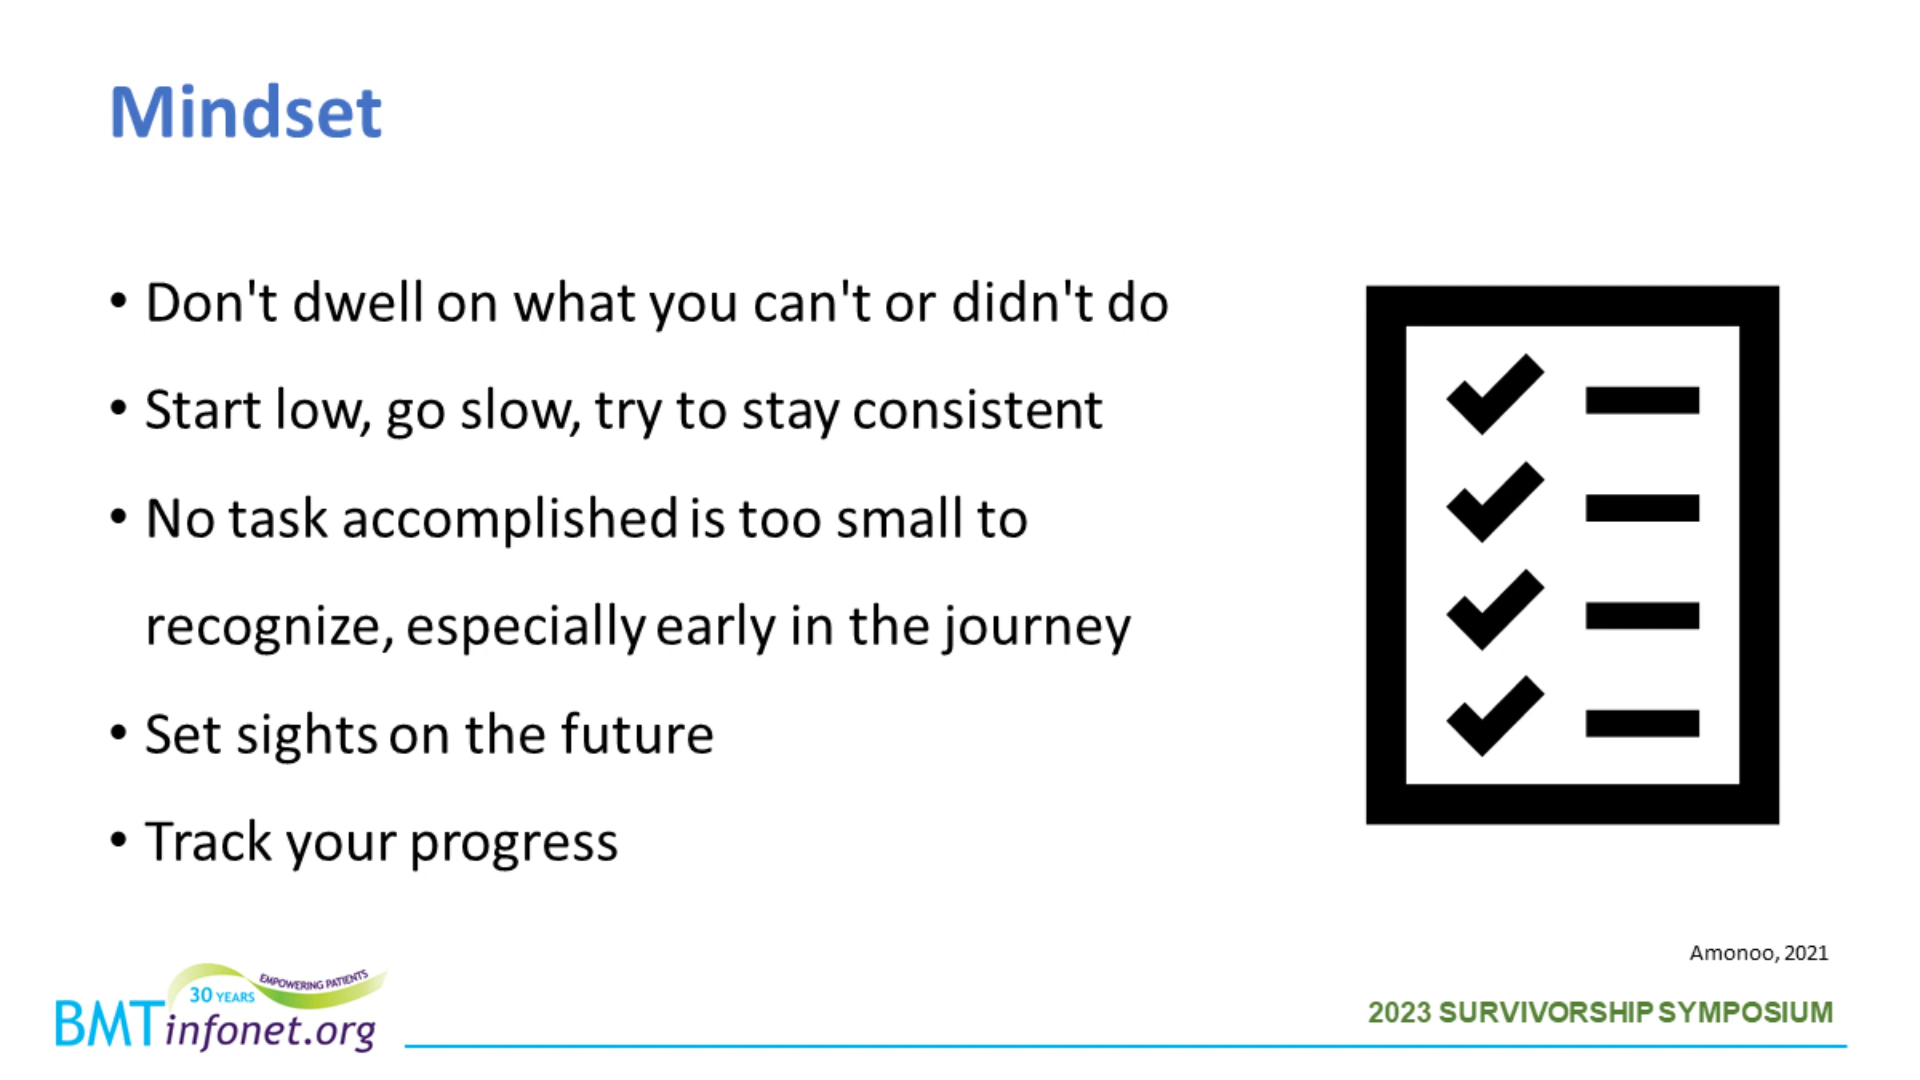 Mindset
• Don't dwell on what you can't or didn't do
• Start low, go slow, try to stay consistent
• No task accomplished is too small to
recognize, especially early in the journey
• Set sights on the future
• Track your progress
Amonoo, 2021
30 YEARS EMPOWERING PATIENTS
BMTinfonet.org
2023 SURVIVORSHIP SYMPOSIUM